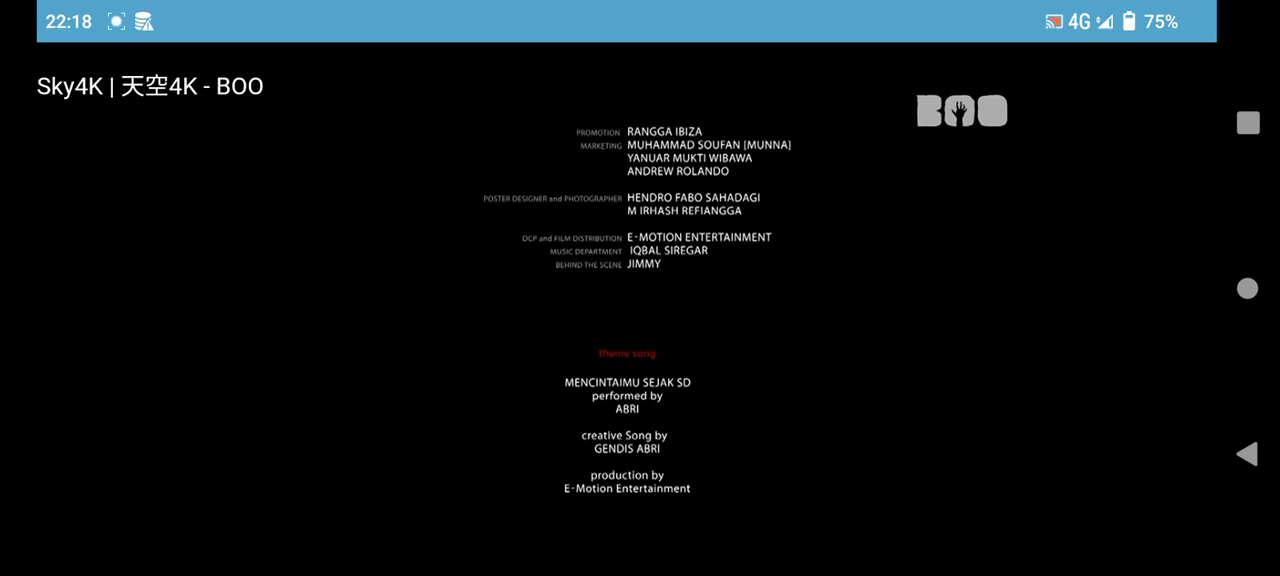 22:18 4G 75%
Sky4K | 天空4K - BOO
BOO
PROMOTION RANGGA IBIZA
MARKETING MUHAMMAD SOUFAN [MUNNA]
YANUAR MUKTI WIBAWA
ANDREW ROLANDO
POSTER DESIGNER and PHOTOGRAPHER HENDRO FABO SAHADAGI
M IRHASH REFIANGGA
DCP and FILM DISTRIBUTION E-MOTION ENTERTAINMENT
MUSIC DEPARTMENT IQBAL SIREGAR
BEHIND THE SCENE JIMMY
theme song
MENCINTAIMU SEJAK SD
performed by
ABRI
creative Song by
GENDIS ABRI
production by
E-Motion Entertainment